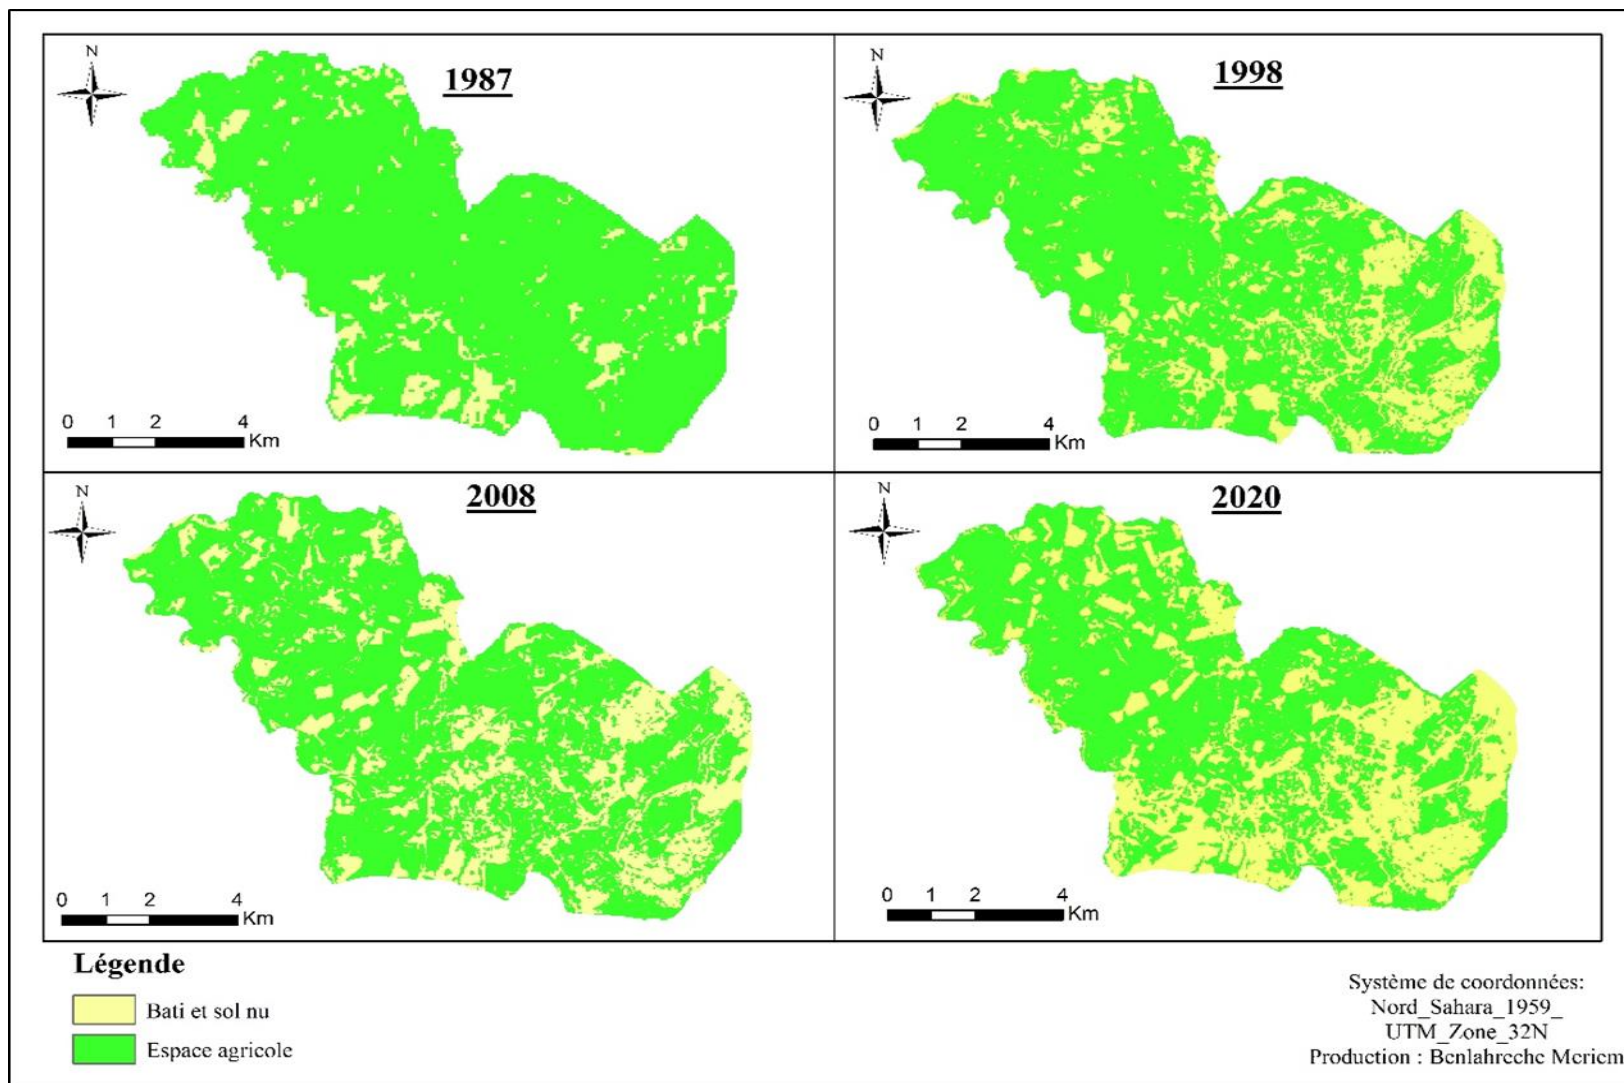 N
1987
0 1 2 4
Km
N
1998
0 1 2 4
Km
N
2008
0 1 2 4
Km
N
2020
0 1 2 4
Km
Légende
Bati et sol nu
Espace agricole
Système de coordonnées:
Nord_Sahara_1959_
UTM_Zone_32N
Production : Benlahreche Meriem